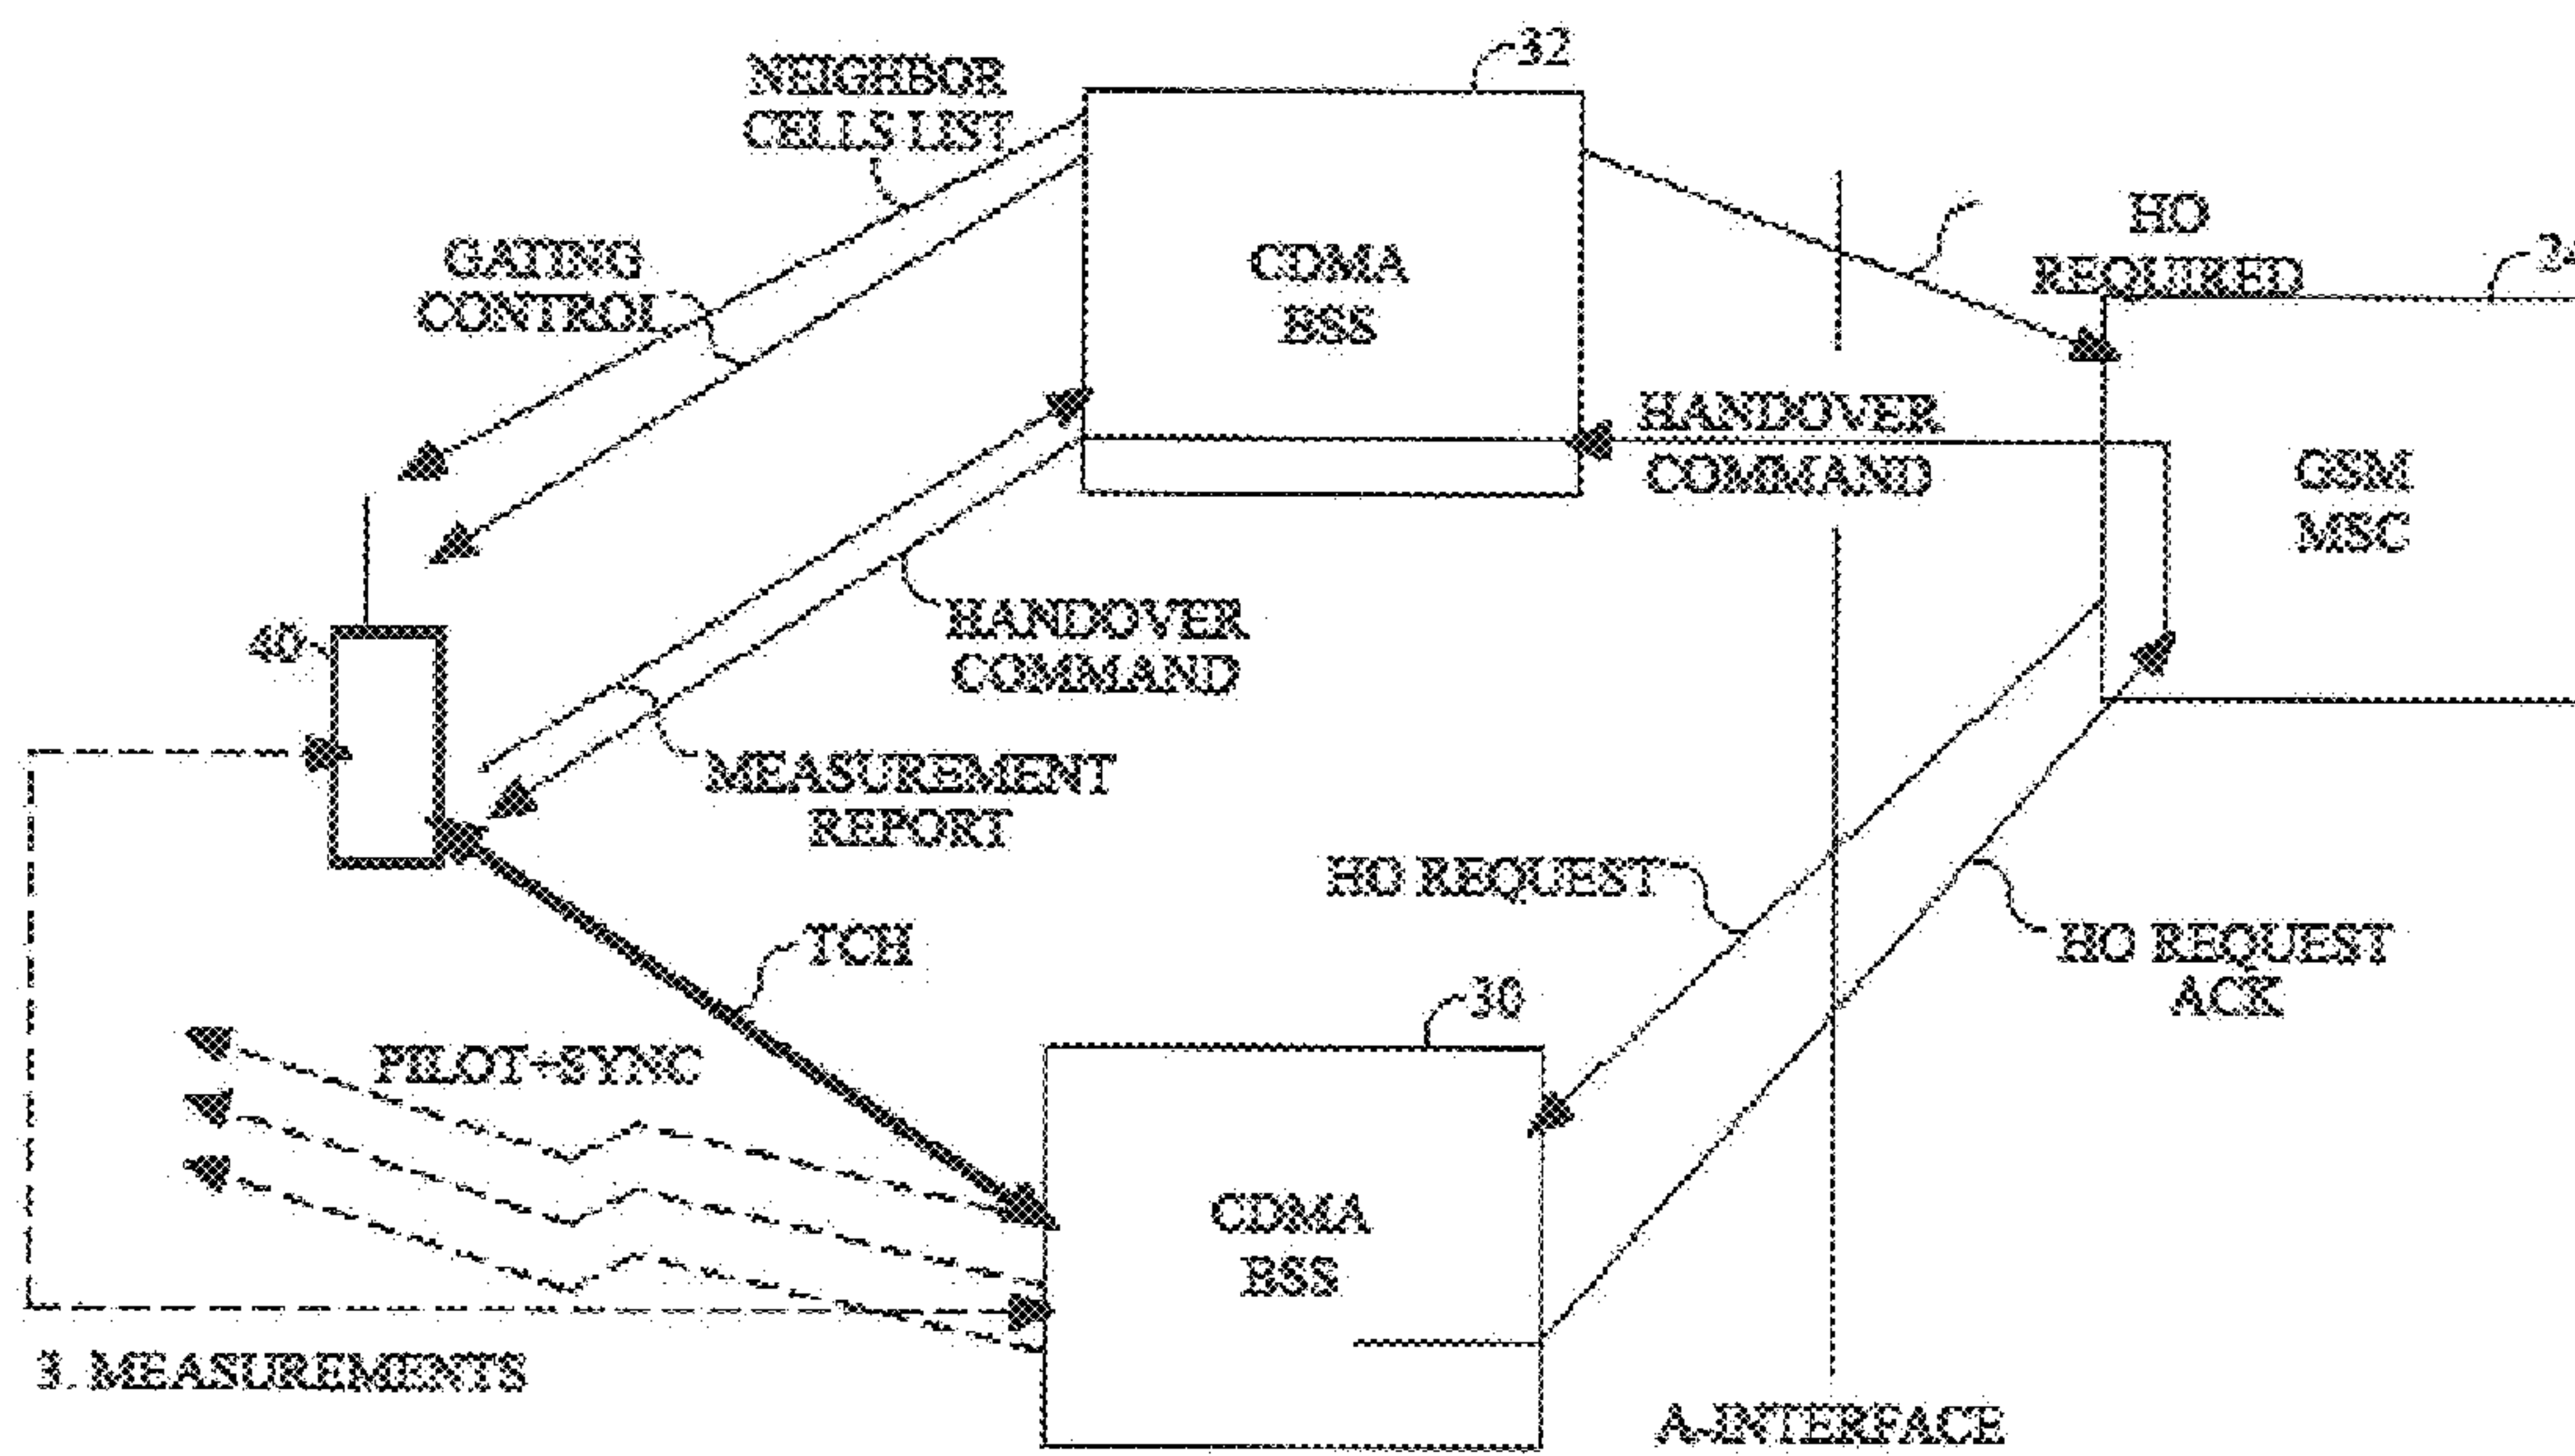 32
NEIGHBOR
CELLS LIST
HO
REQUIRED
GATING
CONTROL
CDMA
BSS
HANDOVER
COMMAND
GSM
MSC
40
HANDOVER
COMMAND
MEASUREMENT
REPORT
HO REQUEST
TCH
HO REQUEST
ACK
30
PILOT+SYNC
CDMA
BSS
3. MEASUREMENTS
A-INTERFACE